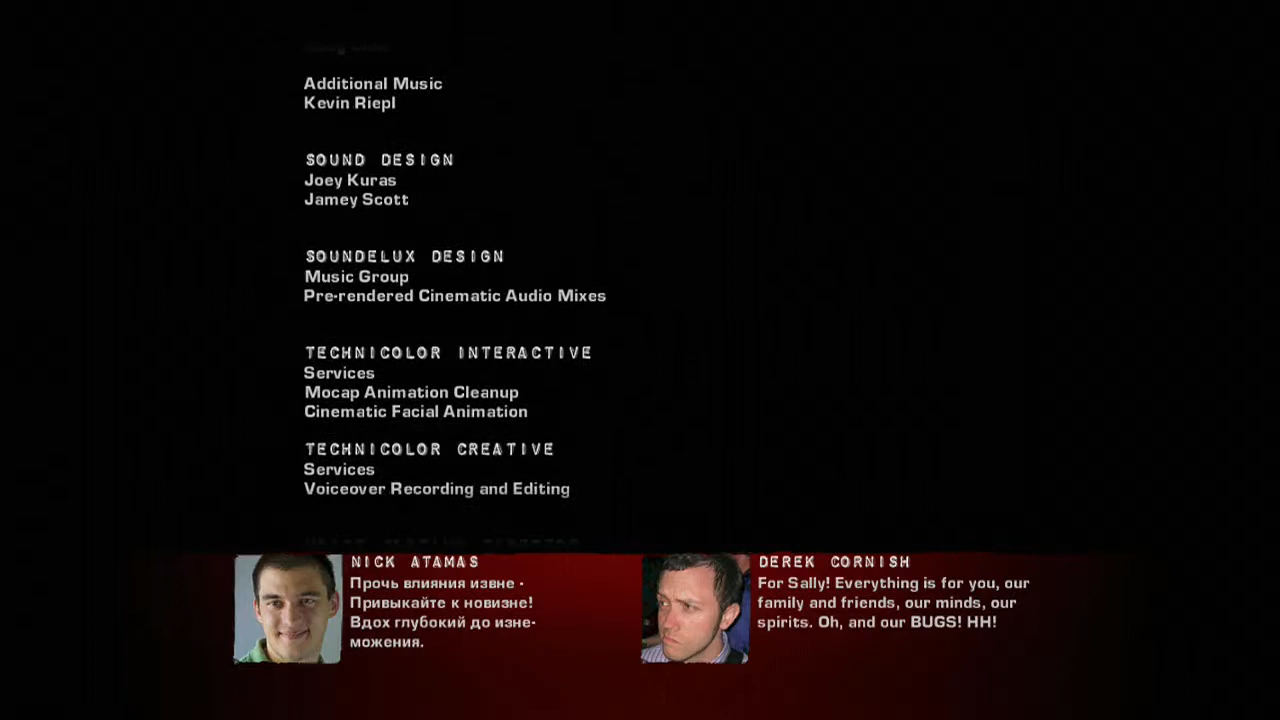 Additional Music
Kevin Riepl
SOUND DESIGN
Joey Kuras
Jamey Scott
SOUNDELUX DESIGN
Music Group
Pre-rendered Cinematic Audio Mixes
TECHNICOLOR INTERACTIVE
Services
Mocap Animation Cleanup
Cinematic Facial Animation
TECHNICOLOR CREATIVE
Services
Voiceover Recording and Editing
NICK ATAMAS
Прочь влияния извне -
Привыкайте к новизне!
Вдох глубокий до изне-
можения.
DEREK CORNISH
For Sally! Everything is for you, our
family and friends, our minds, our
spirits. Oh, and our BUGS! HH!